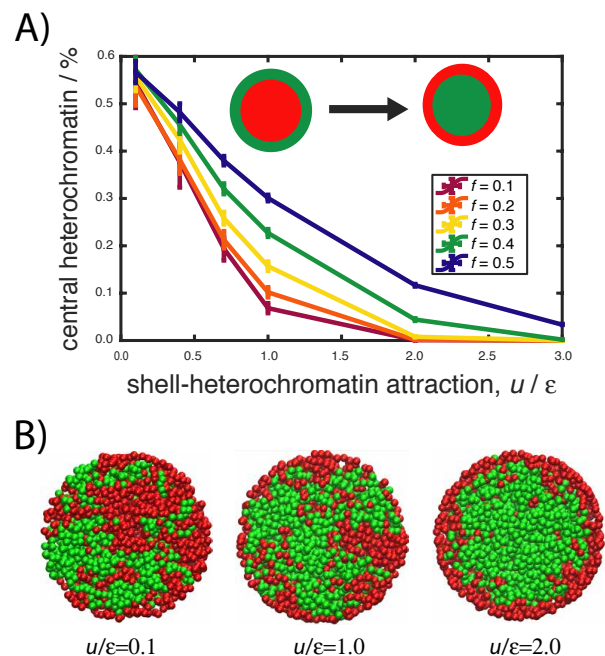 A)
central heterochromatin / %
0.6
0.5
0.4
0.3
0.2
0.1
0.0
0.0 0.5 1.0 1.5 2.0 2.5 3.0
shell-heterochromatin attraction, u / ε
f = 0.1
f = 0.2
f = 0.3
f = 0.4
f = 0.5
B)
u/ε=0.1 u/ε=1.0 u/ε=2.0